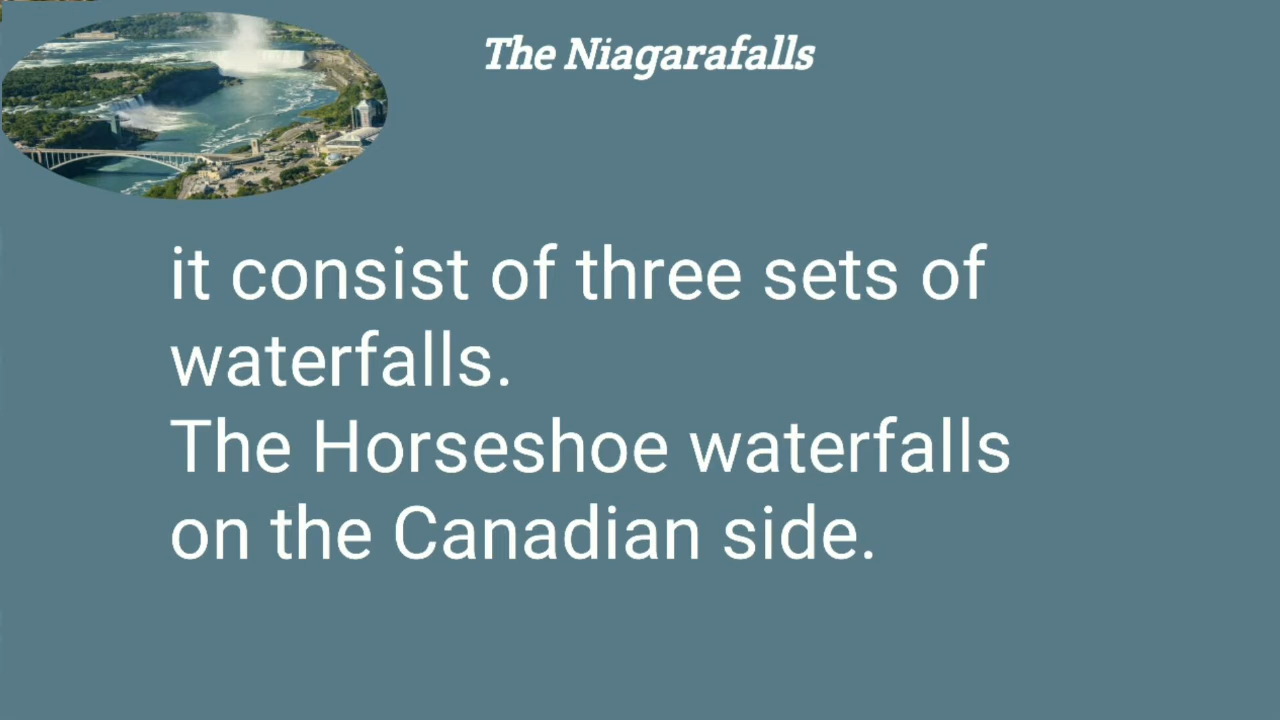 The Niagarafalls
it consist of three sets of
waterfalls.
The Horseshoe waterfalls
on the Canadian side.